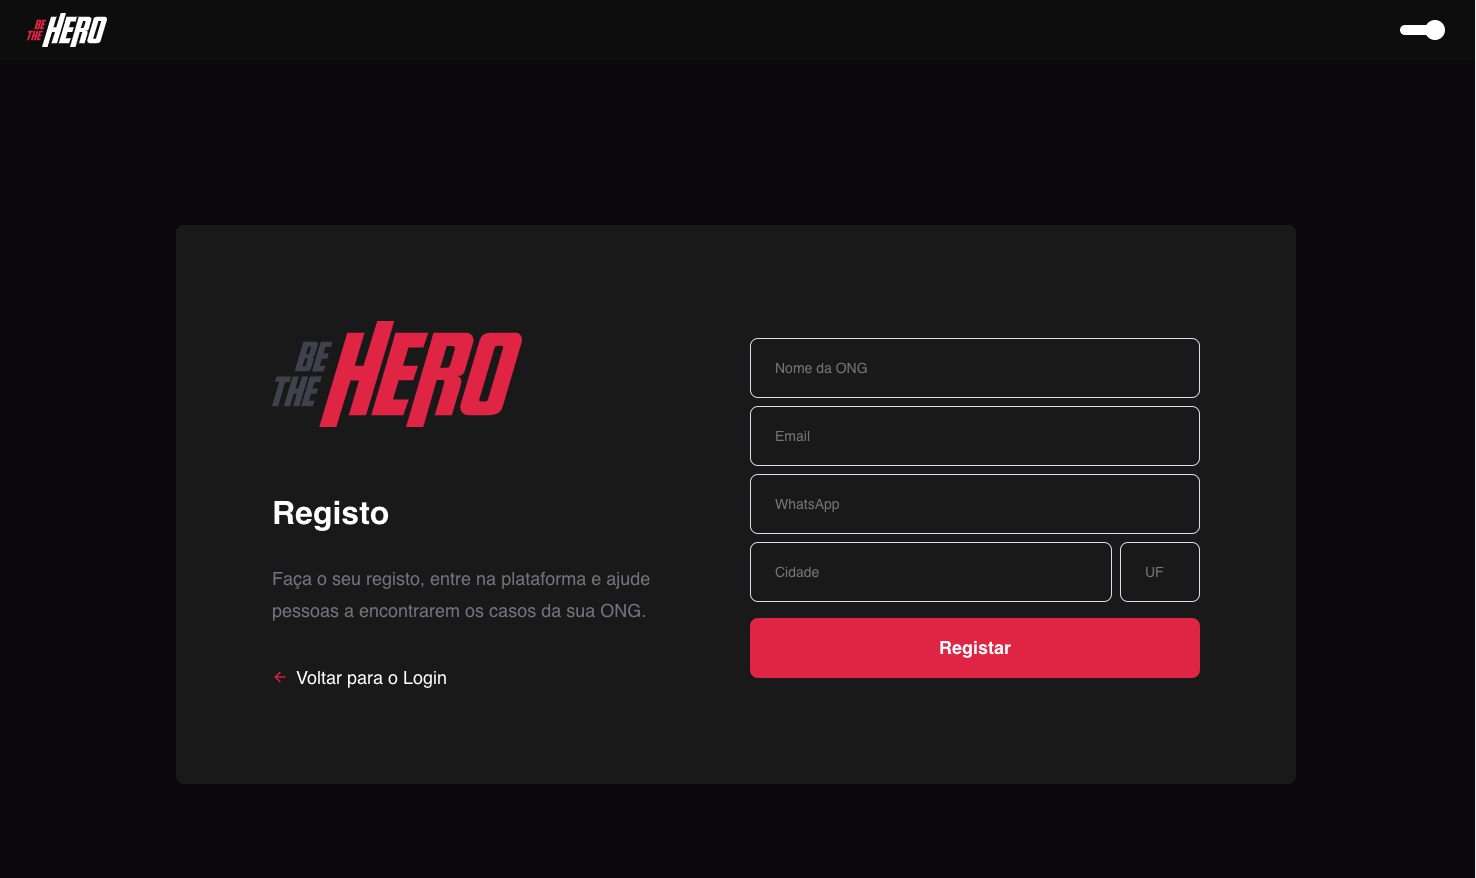 BE
THE HERO
BE
THE HERO
Registo
Faça o seu registo, entre na plataforma e ajude
pessoas a encontrarem os casos da sua ONG.
Voltar para o Login
Nome da ONG
Email
WhatsApp
Cidade
UF
Registar